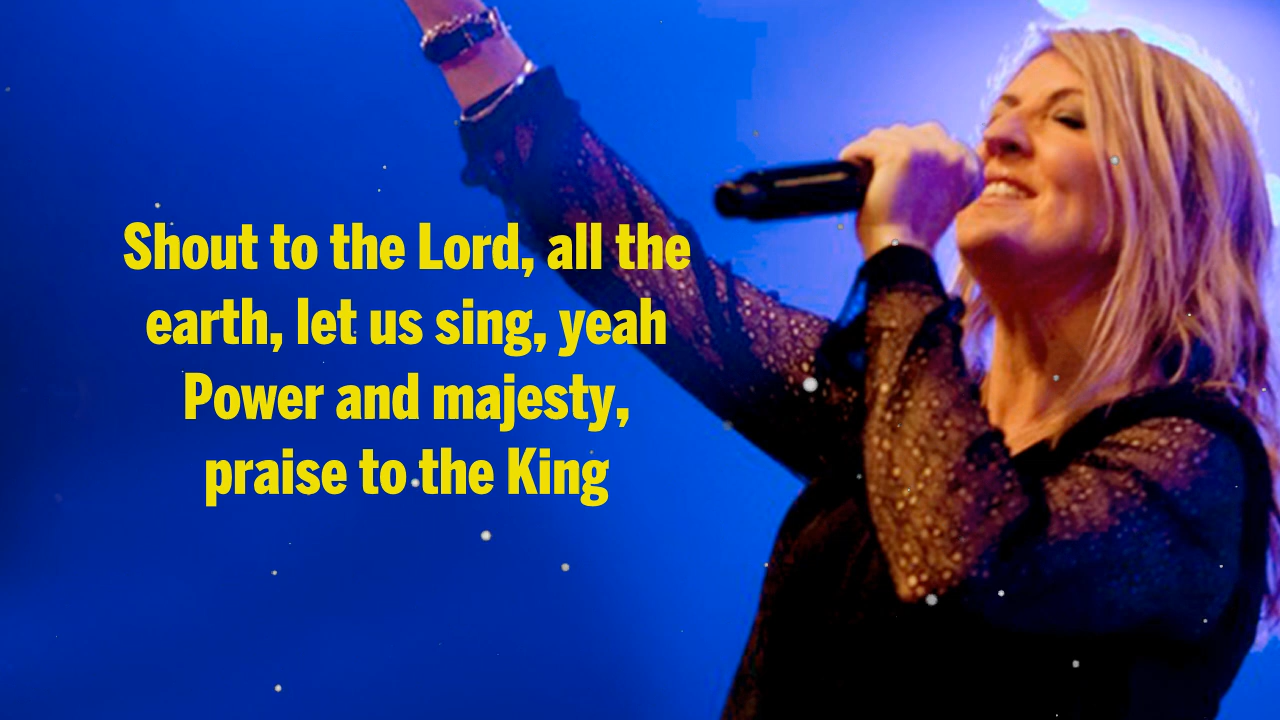 Shout to the Lord, all the
earth, let us sing, yeah
Power and majesty,
praise to the King